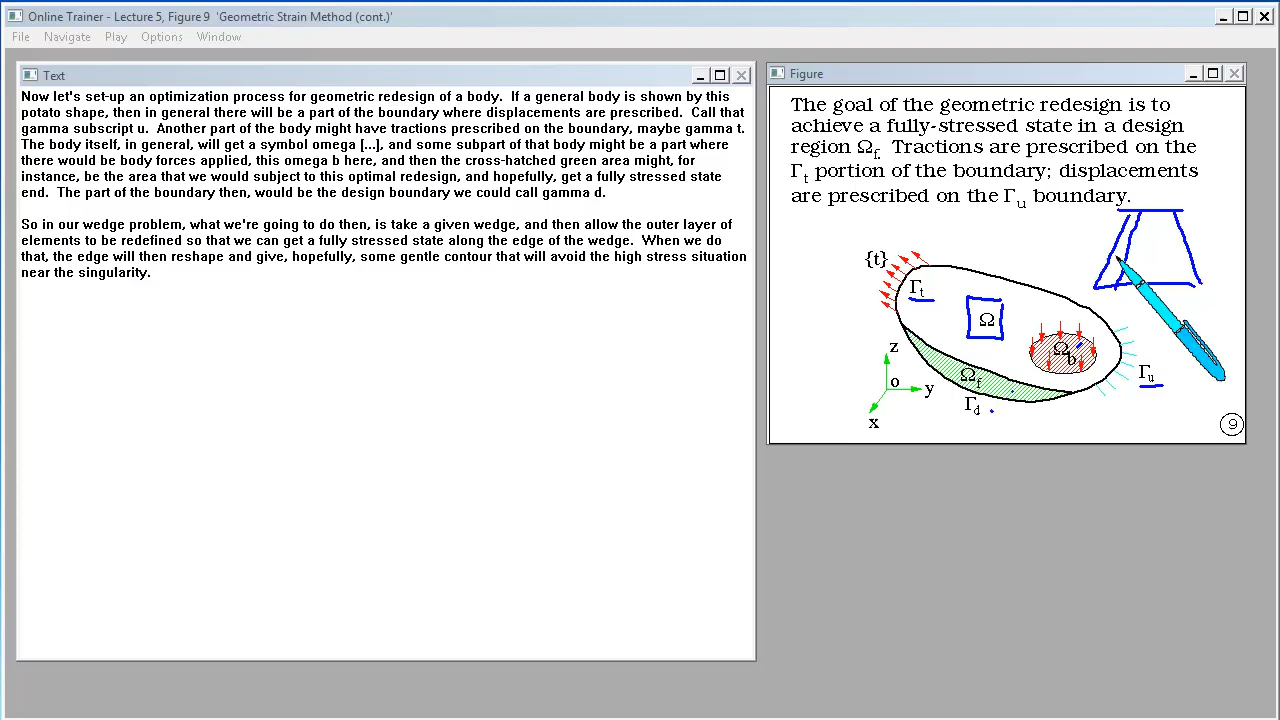 Online Trainer - Lecture 5, Figure 9 'Geometric Strain Method (cont.)'
File Navigate Play Options Window
Text
Now let's set-up an optimization process for geometric redesign of a body. If a general body is shown by this
potato shape, then in general there will be a part of the boundary where displacements are prescribed. Call that
gamma subscript u. Another part of the body might have tractions prescribed on the boundary, maybe gamma t.
The body itself, in general, will get a symbol omega [...], and some subpart of that body might be a part where
there would be body forces applied, this omega b here, and then the cross-hatched green area might, for
instance, be the area that we would subject to this optimal redesign, and hopefully, get a fully stressed state
end. The part of the boundary then, would be the design boundary we could call gamma d.
So in our wedge problem, what we're going to do then, is take a given wedge, and then allow the outer layer of
elements to be redefined so that we can get a fully stressed state along the edge of the wedge. When we do
that, the edge will then reshape and give, hopefully, some gentle contour that will avoid the high stress situation
near the singularity.
Figure
The goal of the geometric redesign is to
achieve a fully-stressed state in a design
region Ωf. Tractions are prescribed on the
Γt portion of the boundary; displacements
are prescribed on the Γu boundary.
{t}
Γt
Ω
Ωb
z
Ωf
Γu
o
y
Γd
x
9